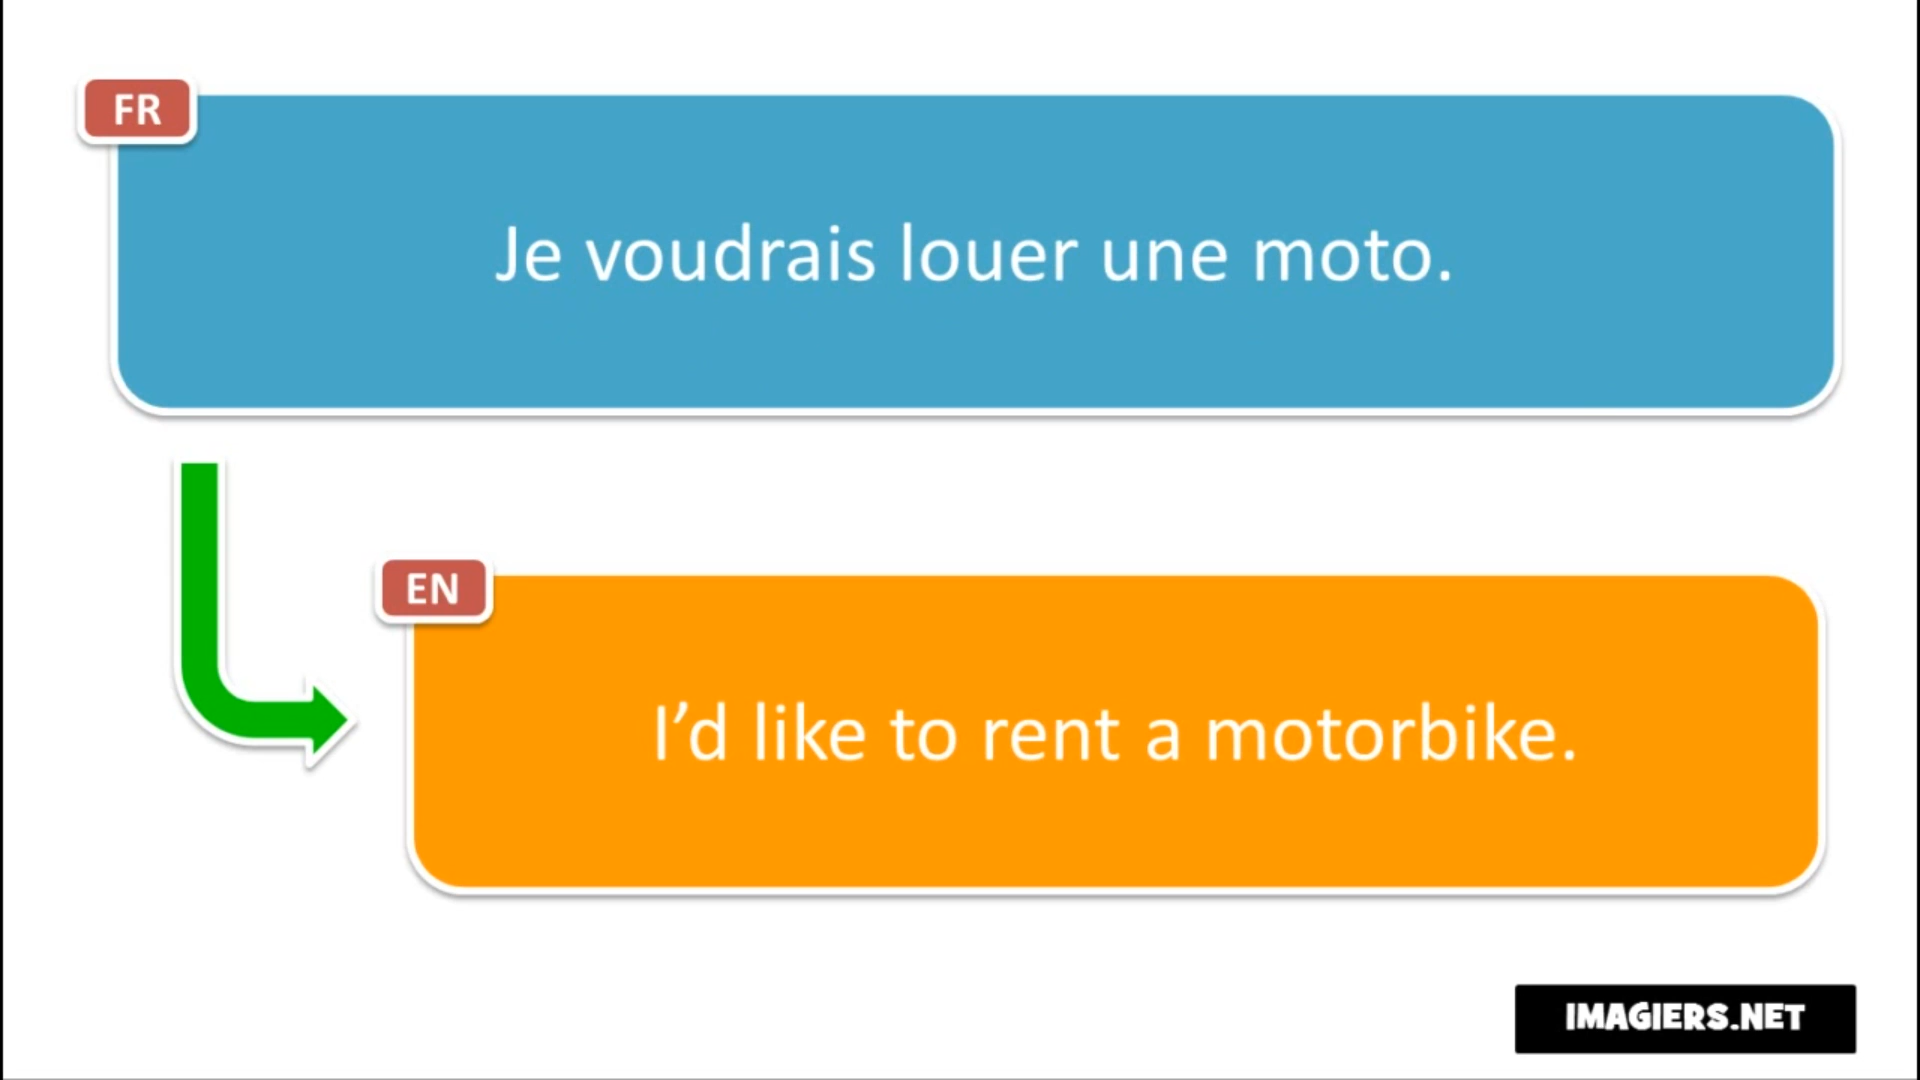 FR
Je voudrais louer une moto.
EN
I’d like to rent a motorbike.
IMAGIERS.NET